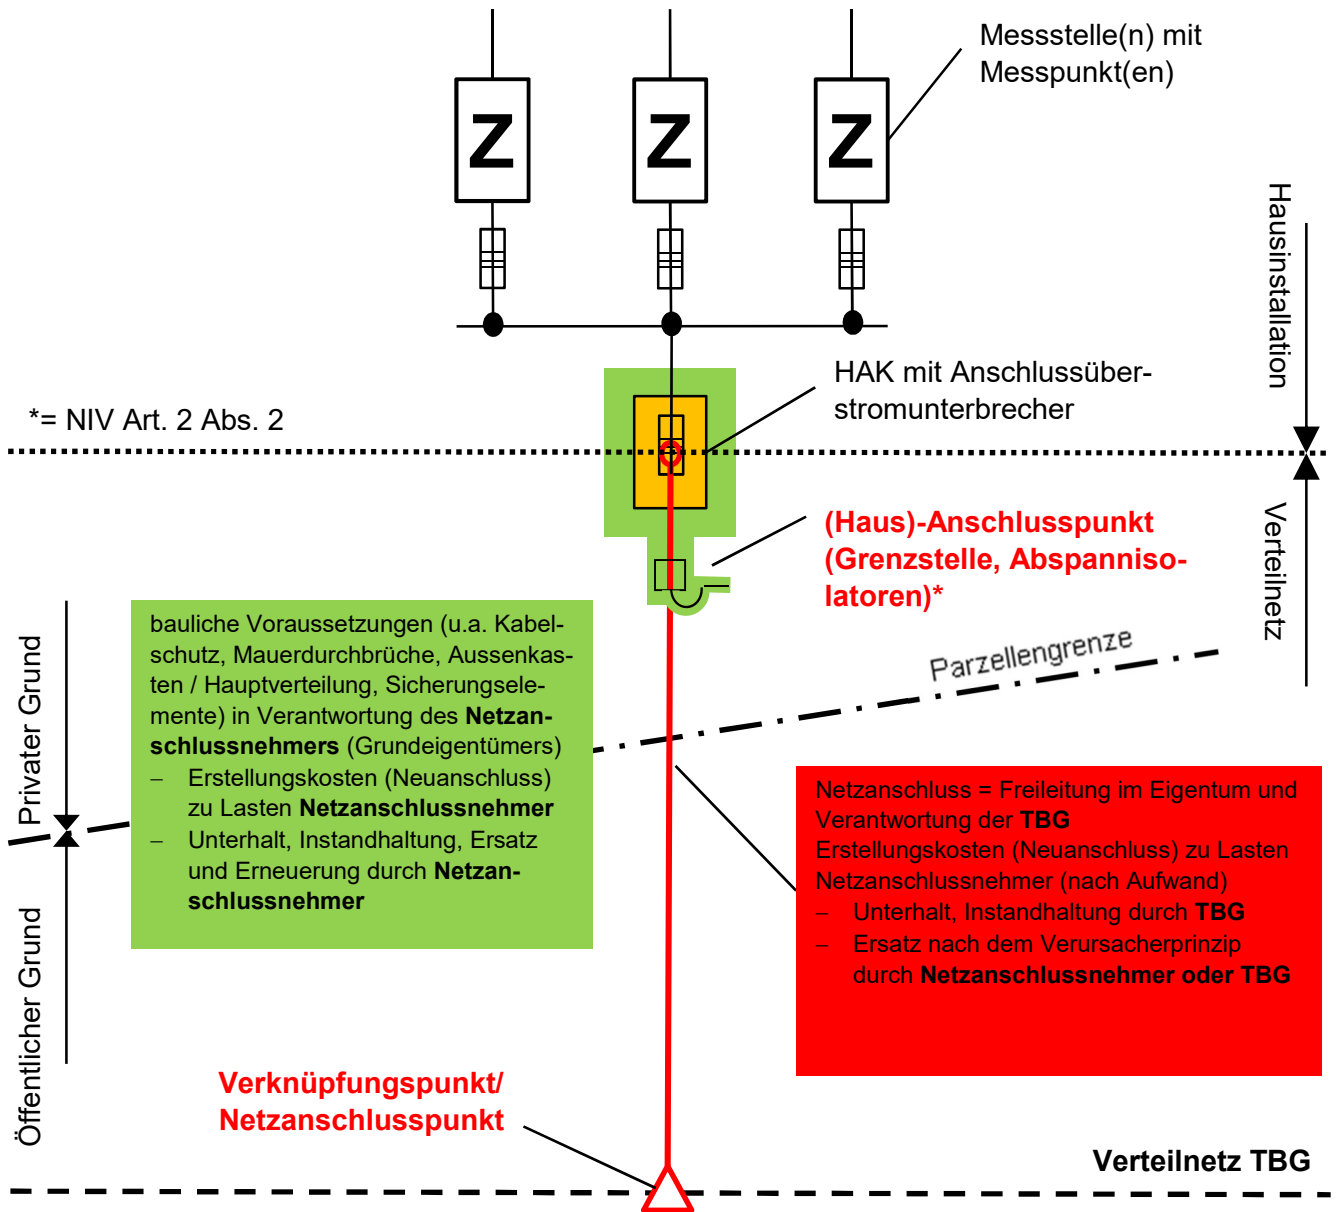 Messstelle(n) mit
Messpunkt(en)
Z
Z
Z
Hausinstallation
HAK mit Anschlussüber-
stromunterbrecher
*= NIV Art. 2 Abs. 2
(Haus)-Anschlusspunkt
(Grenzstelle, Abspanniso-
latoren)*
Verteilnetz
Parzellengrenze
Privater Grund
bauliche Voraussetzungen (u.a. Kabel-
schutz, Mauerdurchbrüche, Aussenkas-
ten / Hauptverteilung, Sicherungsele-
mente) in Verantwortung des Netzan-
schlussnehmers (Grundeigentümers)
– Erstellungskosten (Neuanschluss)
zu Lasten Netzanschlussnehmer
– Unterhalt, Instandhaltung, Ersatz
und Erneuerung durch Netzan-
schlussnehmer
Netzanschluss = Freileitung im Eigentum und
Verantwortung der TBG
Erstellungskosten (Neuanschluss) zu Lasten
Netzanschlussnehmer (nach Aufwand)
– Unterhalt, Instandhaltung durch TBG
– Ersatz nach dem Verursacherprinzip
durch Netzanschlussnehmer oder TBG
Öffentlicher Grund
Verknüpfungspunkt/
Netzanschlusspunkt
Verteilnetz TBG